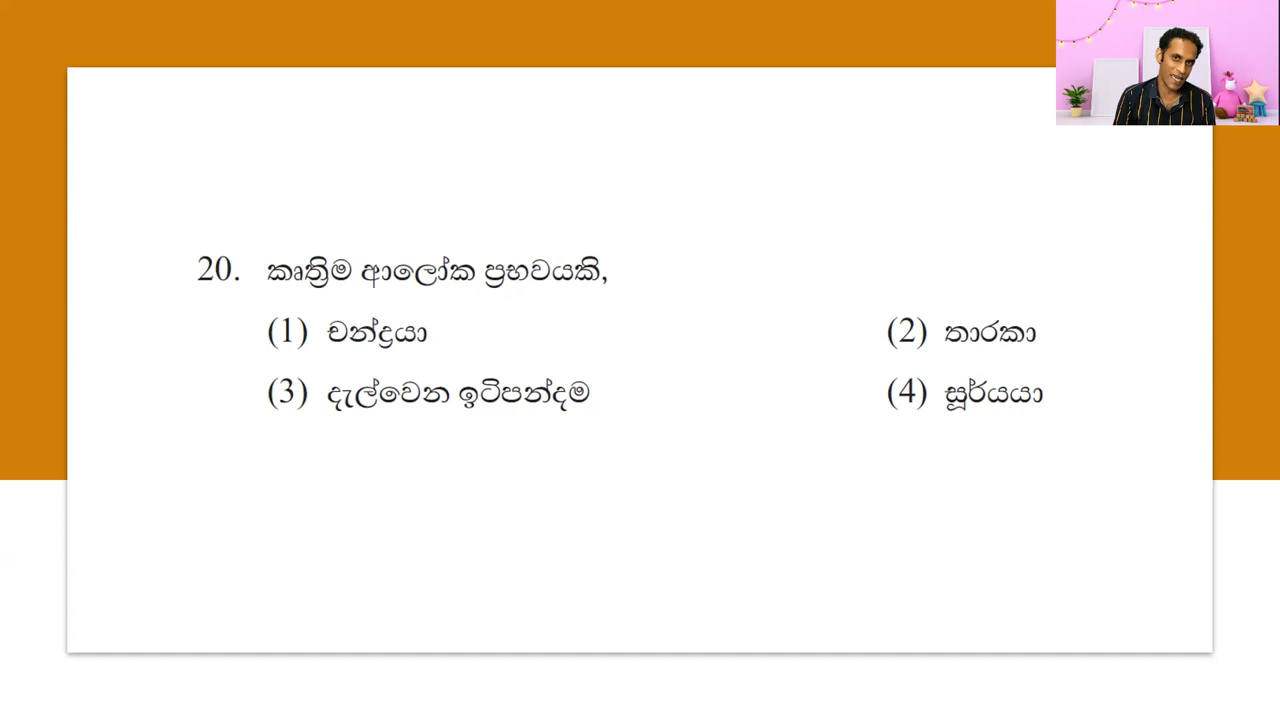 20. කෘත්‍රිම ආලෝක ප්‍රභවයකි,
(1) චන්ද්‍රයා (2) තාරකා
(3) දැල්වෙන ඉටිපන්දම (4) සූර්යයා